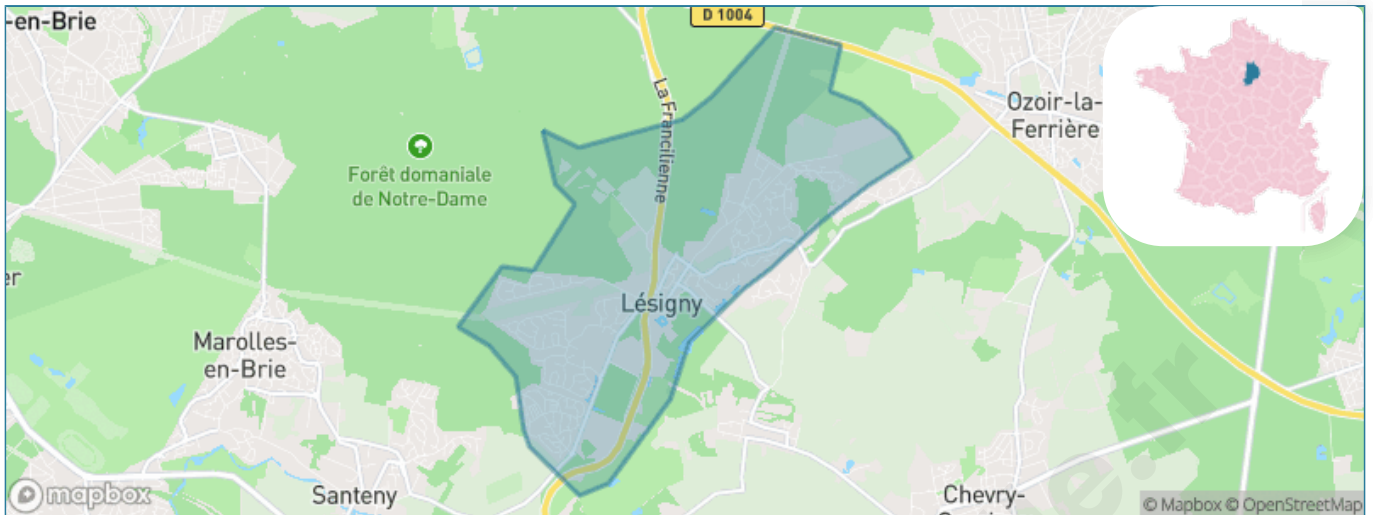 -en-Brie
D 1004
La Francilienne
Ozoir-la-
Ferrière
Forêt domaniale
de Notre-Dame
er
Lésigny
Marolles-
en-Brie
mapbox
Santeny
Chevry-
© Mapbox © OpenStreetMap